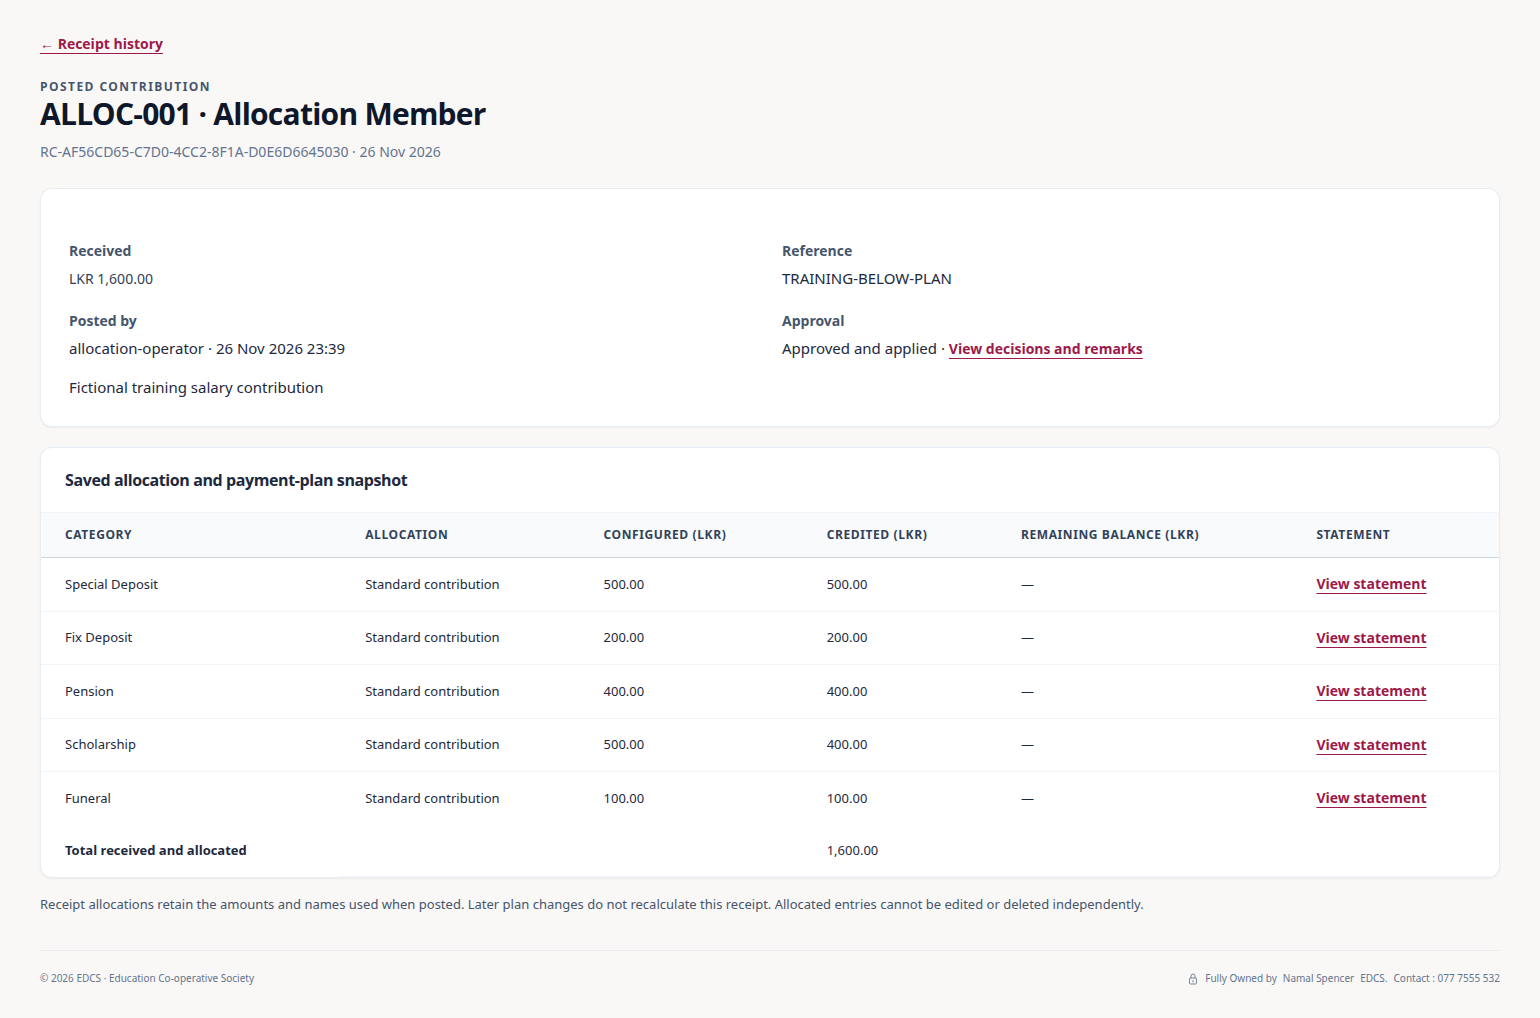 ← Receipt history
POSTED CONTRIBUTION
ALLOC-001 · Allocation Member
RC-AF56CD65-C7D0-4CC2-8F1A-D0E6D6645030 · 26 Nov 2026
Received
LKR 1,600.00
Reference
TRAINING-BELOW-PLAN
Posted by
allocation-operator · 26 Nov 2026 23:39
Approval
Approved and applied · View decisions and remarks
Fictional training salary contribution
Saved allocation and payment-plan snapshot
CATEGORY ALLOCATION CONFIGURED (LKR) CREDITED (LKR) REMAINING BALANCE (LKR) STATEMENT
Special Deposit Standard contribution 500.00 500.00 — View statement
Fix Deposit Standard contribution 200.00 200.00 — View statement
Pension Standard contribution 400.00 400.00 — View statement
Scholarship Standard contribution 500.00 400.00 — View statement
Funeral Standard contribution 100.00 100.00 — View statement
Total received and allocated 1,600.00
Receipt allocations retain the amounts and names used when posted. Later plan changes do not recalculate this receipt. Allocated entries cannot be edited or deleted independently.
© 2026 EDCS · Education Co-operative Society
Fully Owned by Namal Spencer EDCS. Contact : 077 7555 532